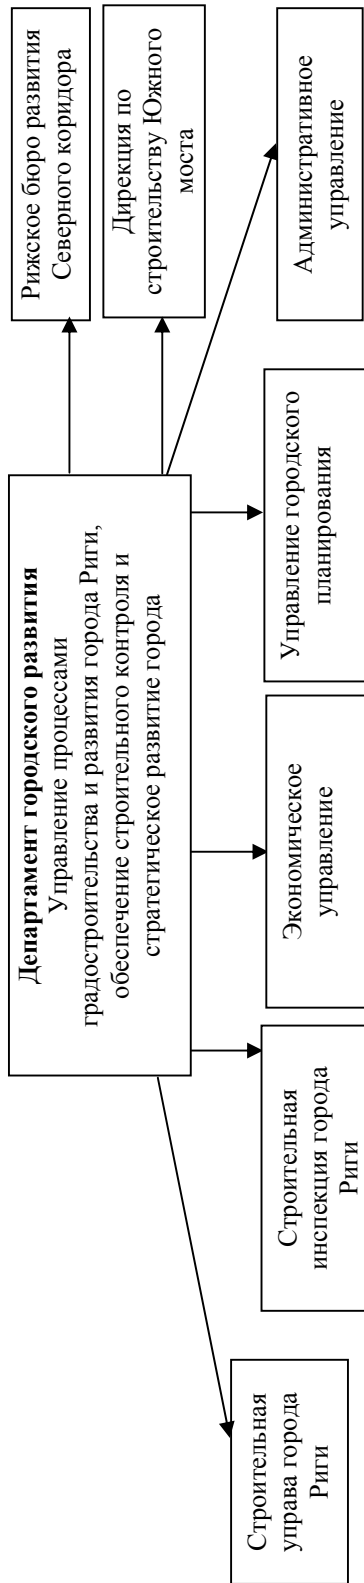 Департамент городского развития
Управление процессами
градостроительства и развития города Риги,
обеспечение строительного контроля и
стратегическое развитие города
Рижское бюро развития
Северного коридора
Дирекция по
строительству Южного
моста
Строительная
управа города
Риги
Строительная
инспекция города
Риги
Экономическое
управление
Управление городского
планирования
Административное
управление